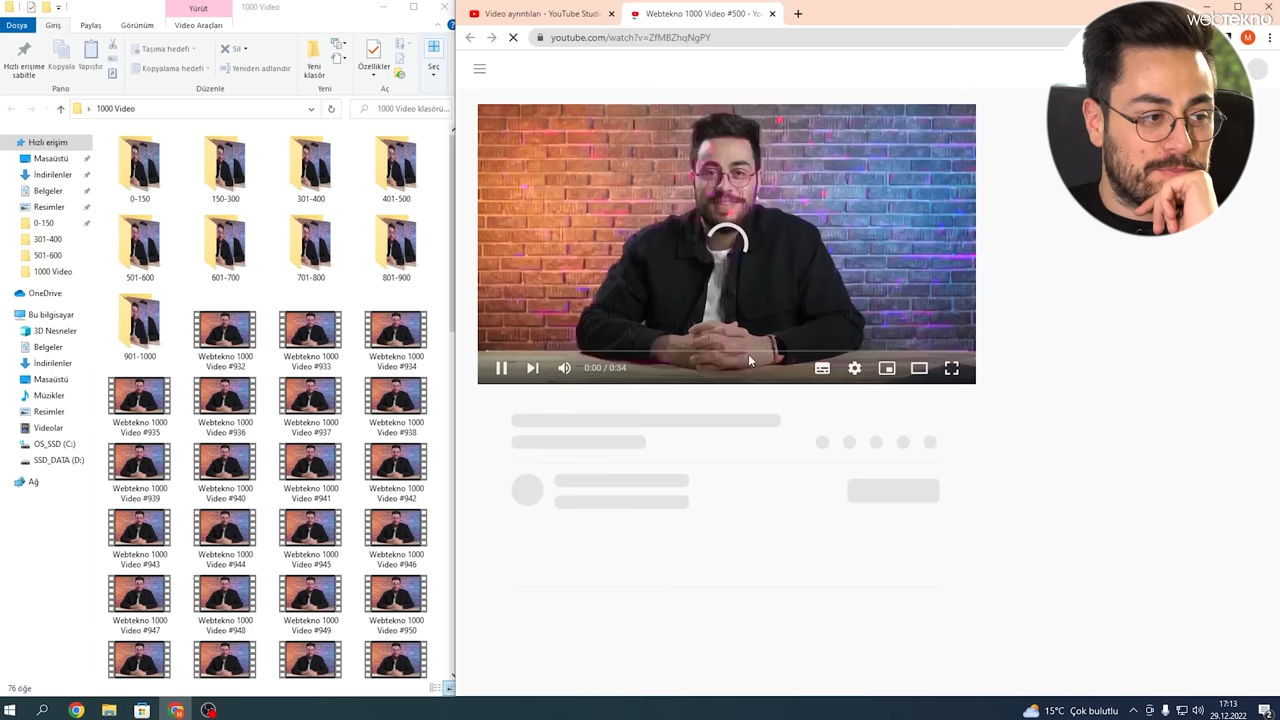 Yürüt
1000 Video
Dosya
Giriş
Paylaş
Görünüm
Video Araçları
Hızlı erişime
sabitle
Kopyala
Yapıştır
Taşıma hedefi
Kopyalama hedefi
Sil
Yeniden adlandır
Yeni
klasör
Özellikler
Seç
Pano
Düzenle
Yeni
Aç
1000 Video
1000 Video klasörü...
Hızlı erişim
Masaüstü
İndirilenler
Belgeler
Resimler
0-150
301-400
501-600
1000 Video
OneDrive
Bu bilgisayar
3D Nesneler
Belgeler
İndirilenler
Masaüstü
Müzikler
Resimler
Videolar
OS_SSD (C:)
SSD_DATA (D:)
Ağ
0-150
150-300
301-400
401-500
501-600
601-700
701-800
801-900
901-1000
Webtekno 1000
Video #932
Webtekno 1000
Video #933
Webtekno 1000
Video #934
Webtekno 1000
Video #935
Webtekno 1000
Video #936
Webtekno 1000
Video #937
Webtekno 1000
Video #938
Webtekno 1000
Video #939
Webtekno 1000
Video #940
Webtekno 1000
Video #941
Webtekno 1000
Video #942
Webtekno 1000
Video #943
Webtekno 1000
Video #944
Webtekno 1000
Video #945
Webtekno 1000
Video #946
Webtekno 1000
Video #947
Webtekno 1000
Video #948
Webtekno 1000
Video #949
Webtekno 1000
Video #950
76 öğe
Video ayrıntıları - YouTube Studi
Webtekno 1000 Video #500 - Yo
youtube.com/watch?v=ZfMBZhqNgPY
M
webtekno
0:00 / 0:34
15°C Çok bulutlu
17:13
29.12.2022
2